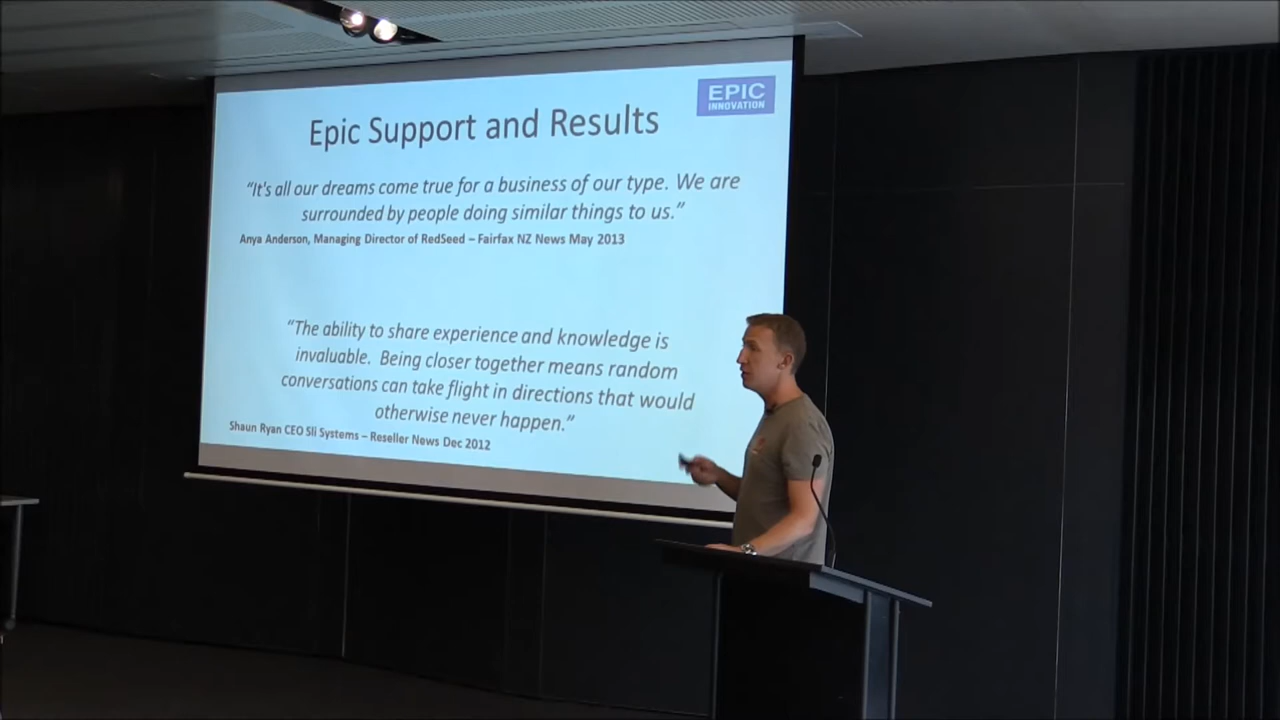 EPIC
INNOVATION
Epic Support and Results
“It's all our dreams come true for a business of our type. We are
surrounded by people doing similar things to us.”
Anya Anderson, Managing Director of RedSeed – Fairfax NZ News May 2013
“The ability to share experience and knowledge is
invaluable. Being closer together means random
conversations can take flight in directions that would
otherwise never happen.”
Shaun Ryan CEO Sli Systems – Reseller News Dec 2012